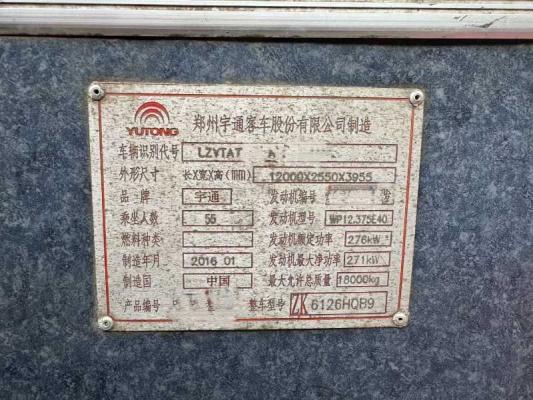 YUTONG 郑州宇通客车股份有限公司制造
车辆识别代号 LZYTAT
外形尺寸 长X宽X高(mm) 12000X2550X3955
品牌 宇通 发动机编号
乘坐人数 55 发动机型号 WP12.375E40
燃料种类 发动机额定功率 276kW
制造年月 2016 01 发动机最大净功率 271kW
制造国 中国 最大允许总质量 18000kg
产品编号 整车型号 ZK 6126HQB9